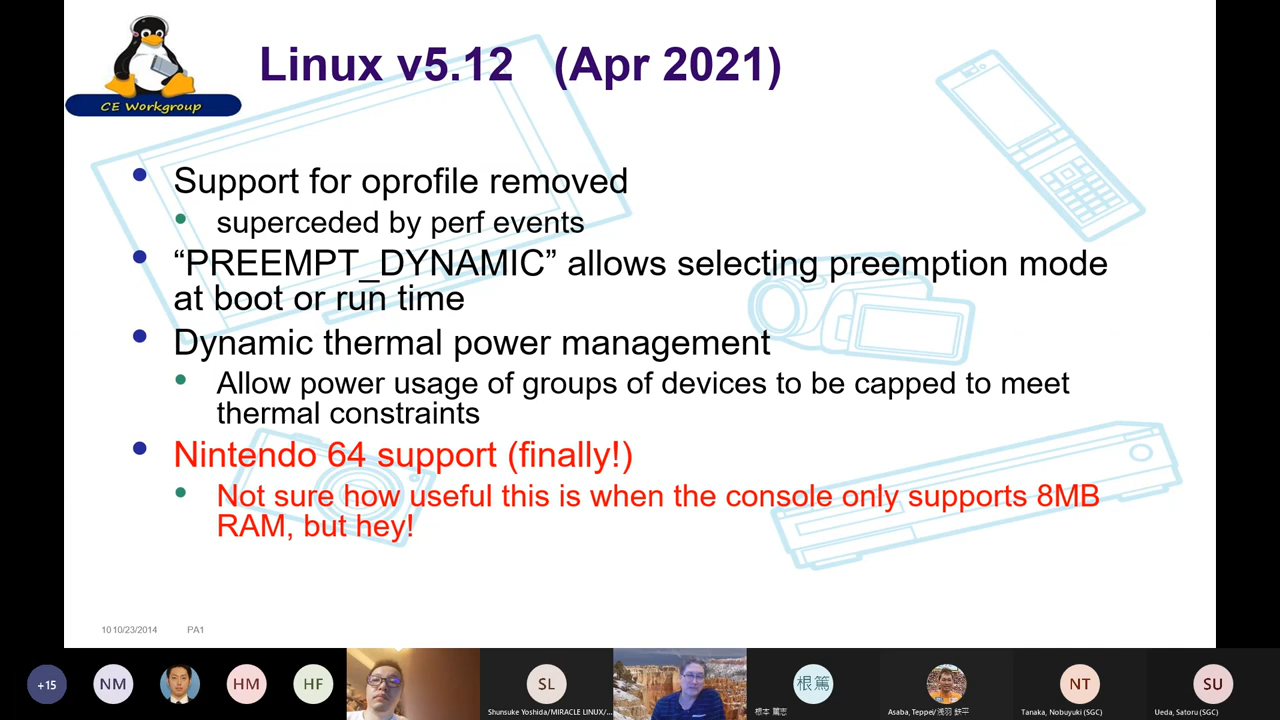 Linux v5.12 (Apr 2021)
CE Workgroup
Support for oprofile removed
superceded by perf events
“PREEMPT_DYNAMIC” allows selecting preemption mode
at boot or run time
Dynamic thermal power management
Allow power usage of groups of devices to be capped to meet
thermal constraints
Nintendo 64 support (finally!)
Not sure how useful this is when the console only supports 8MB
RAM, but hey!
10 10/23/2014 PA1
+15
NM
HM
HF
SL
Shunsuke Yoshida/MIRACLE LINUX/...
根篤
根本 篤志
Asaba, Teppei/浅羽 鉄平
NT
Tanaka, Nobuyuki (SGC)
SU
Ueda, Satoru (SGC)